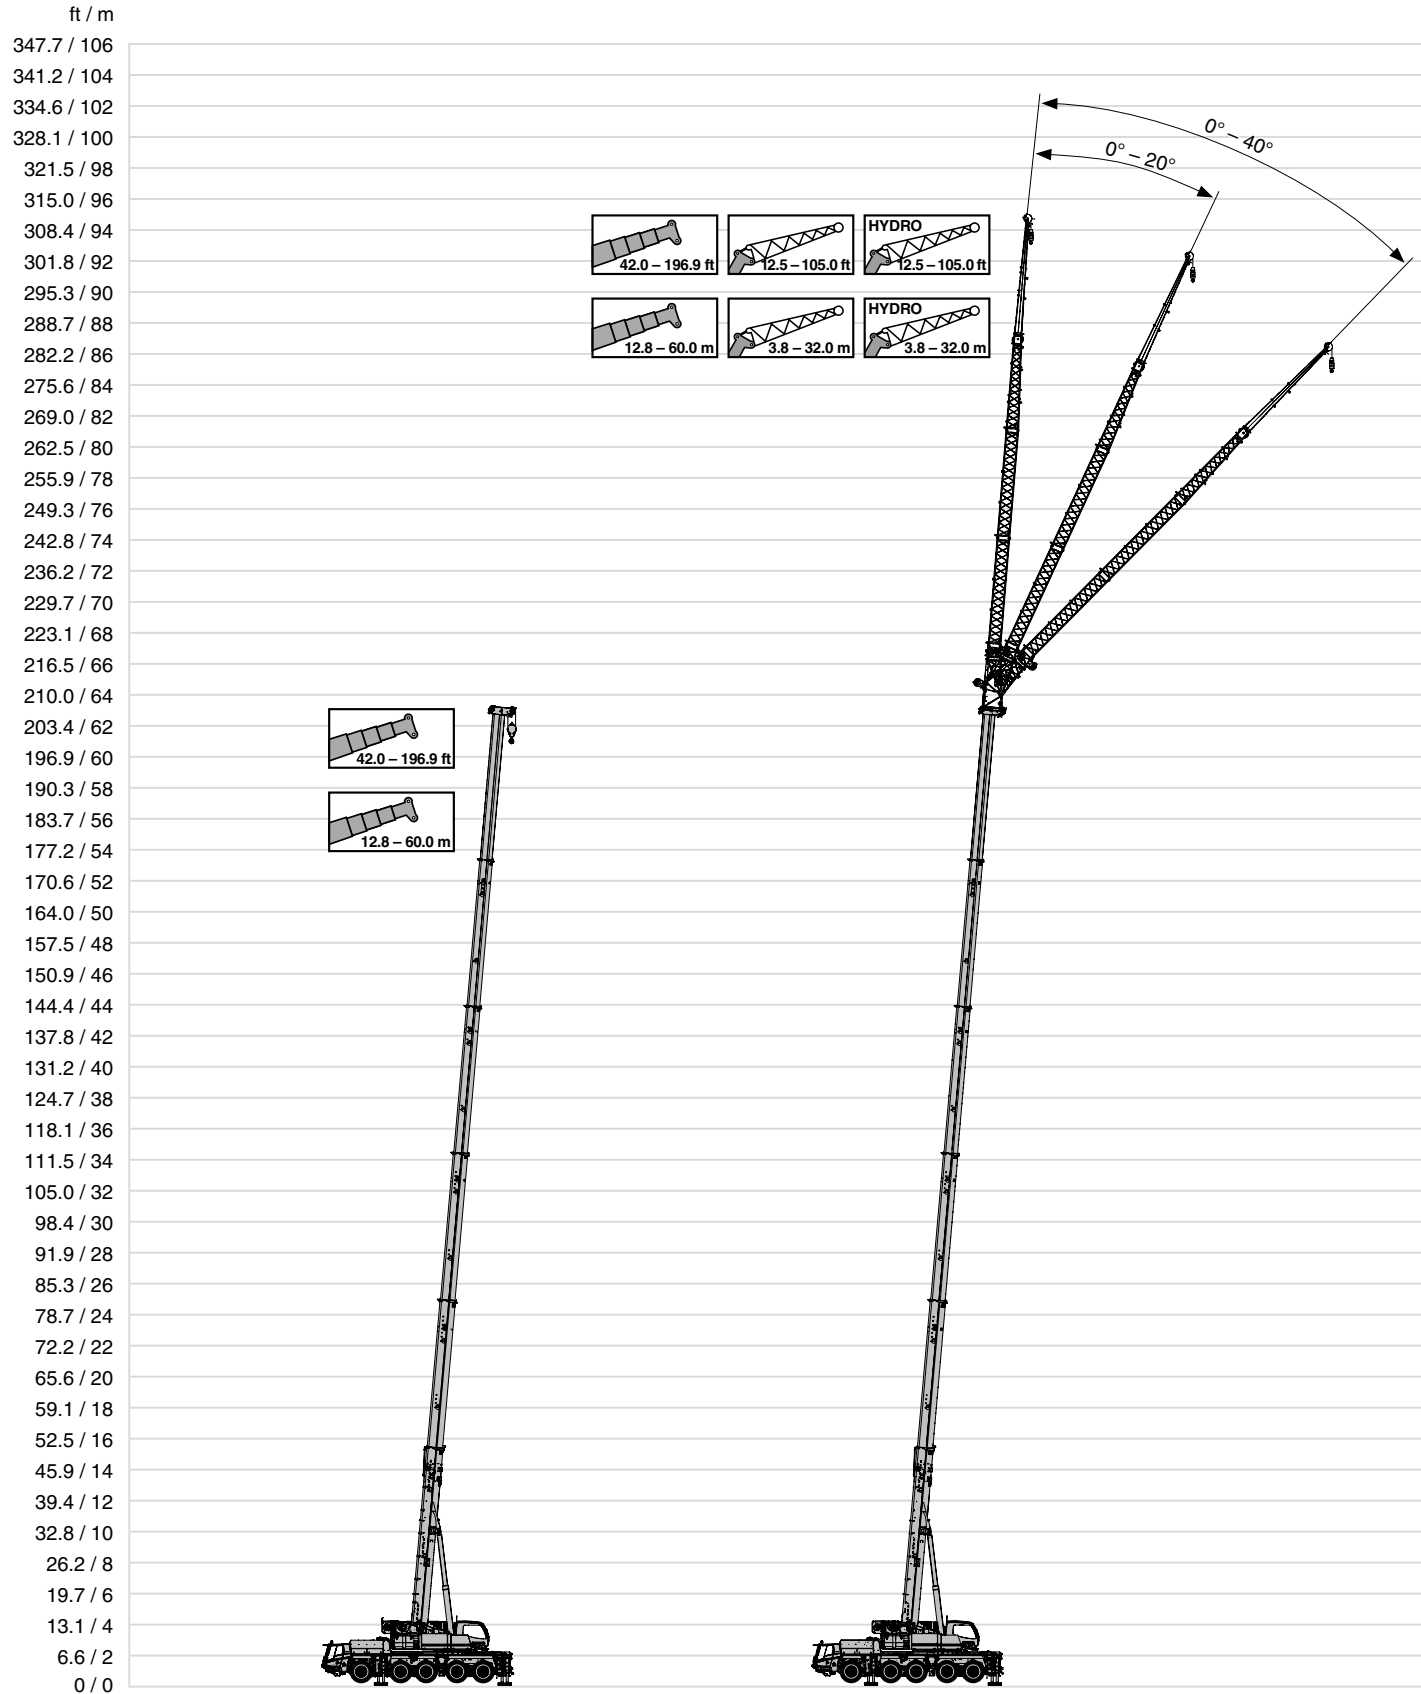 ft / m
347.7 / 106
341.2 / 104
334.6 / 102
328.1 / 100
321.5 / 98
315.0 / 96
308.4 / 94
301.8 / 92
295.3 / 90
288.7 / 88
282.2 / 86
275.6 / 84
269.0 / 82
262.5 / 80
255.9 / 78
249.3 / 76
242.8 / 74
236.2 / 72
229.7 / 70
223.1 / 68
216.5 / 66
210.0 / 64
203.4 / 62
196.9 / 60
190.3 / 58
183.7 / 56
177.2 / 54
170.6 / 52
164.0 / 50
157.5 / 48
150.9 / 46
144.4 / 44
137.8 / 42
131.2 / 40
124.7 / 38
118.1 / 36
111.5 / 34
105.0 / 32
98.4 / 30
91.9 / 28
85.3 / 26
78.7 / 24
72.2 / 22
65.6 / 20
59.1 / 18
52.5 / 16
45.9 / 14
39.4 / 12
32.8 / 10
26.2 / 8
19.7 / 6
13.1 / 4
6.6 / 2
0 / 0
42.0 – 196.9 ft
12.8 – 60.0 m
42.0 – 196.9 ft
12.5 – 105.0 ft
HYDRO
12.5 – 105.0 ft
12.8 – 60.0 m
3.8 – 32.0 m
HYDRO
3.8 – 32.0 m
0° – 40°
0° – 20°